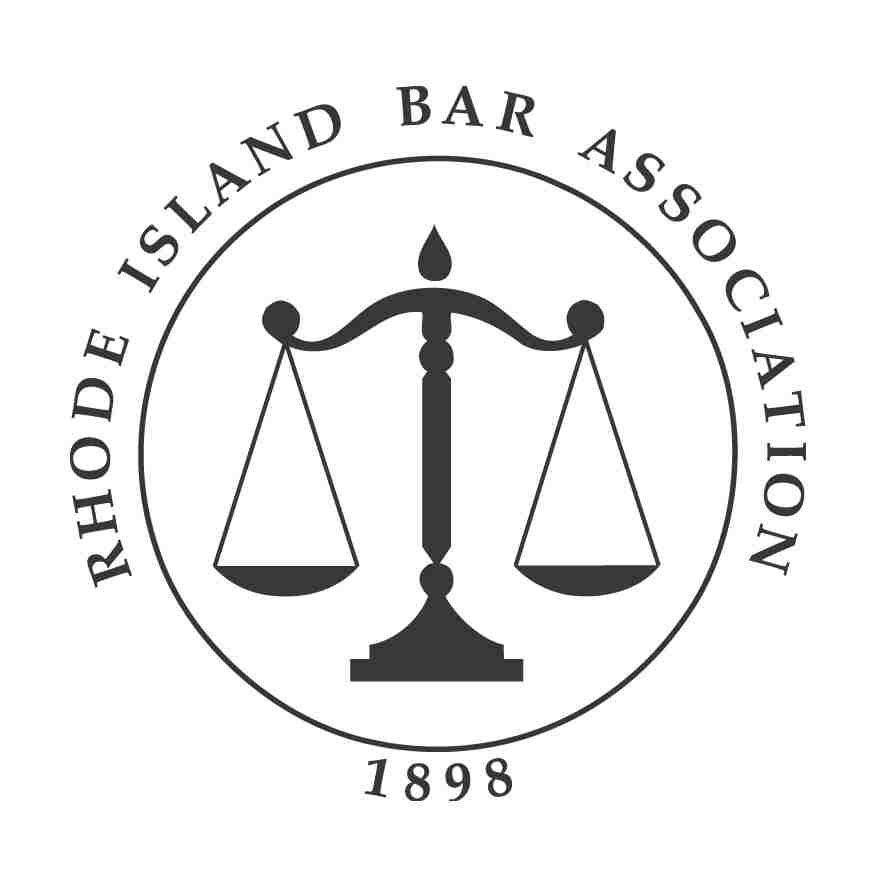 RHODE ISLAND BAR ASSOCIATION
1898